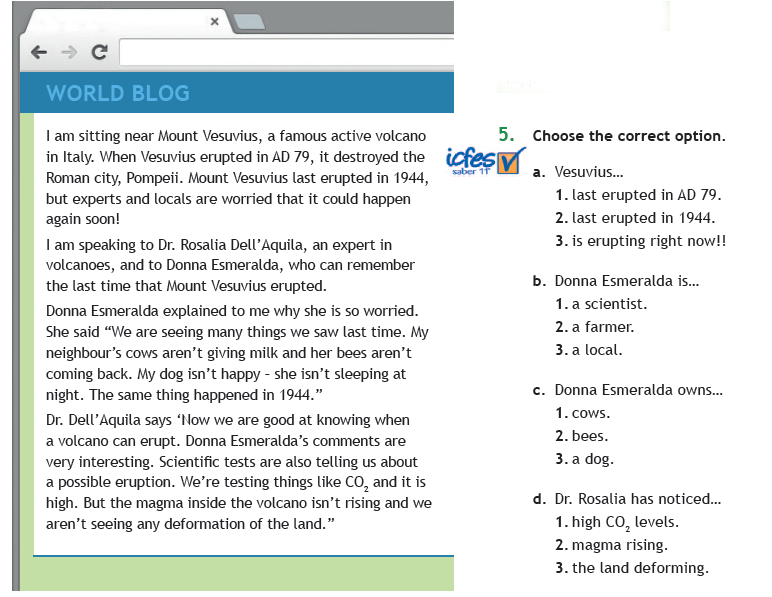 WORLD BLOG
I am sitting near Mount Vesuvius, a famous active volcano
in Italy. When Vesuvius erupted in AD 79, it destroyed the
Roman city, Pompeii. Mount Vesuvius last erupted in 1944,
but experts and locals are worried that it could happen
again soon!
I am speaking to Dr. Rosalia Dell’Aquila, an expert in
volcanoes, and to Donna Esmeralda, who can remember
the last time that Mount Vesuvius erupted.
Donna Esmeralda explained to me why she is so worried.
She said “We are seeing many things we saw last time. My
neighbour’s cows aren’t giving milk and her bees aren’t
coming back. My dog isn’t happy – she isn’t sleeping at
night. The same thing happened in 1944.”
Dr. Dell’Aquila says ‘Now we are good at knowing when
a volcano can erupt. Donna Esmeralda’s comments are
very interesting. Scientific tests are also telling us about
a possible eruption. We’re testing things like CO₂ and it is
high. But the magma inside the volcano isn’t rising and we
aren’t seeing any deformation of the land.”
icfes
saber 11°
5. Choose the correct option.
a. Vesuvius…
1. last erupted in AD 79.
2. last erupted in 1944.
3. is erupting right now!!
b. Donna Esmeralda is…
1. a scientist.
2. a farmer.
3. a local.
c. Donna Esmeralda owns…
1. cows.
2. bees.
3. a dog.
d. Dr. Rosalia has noticed…
1. high CO₂ levels.
2. magma rising.
3. the land deforming.